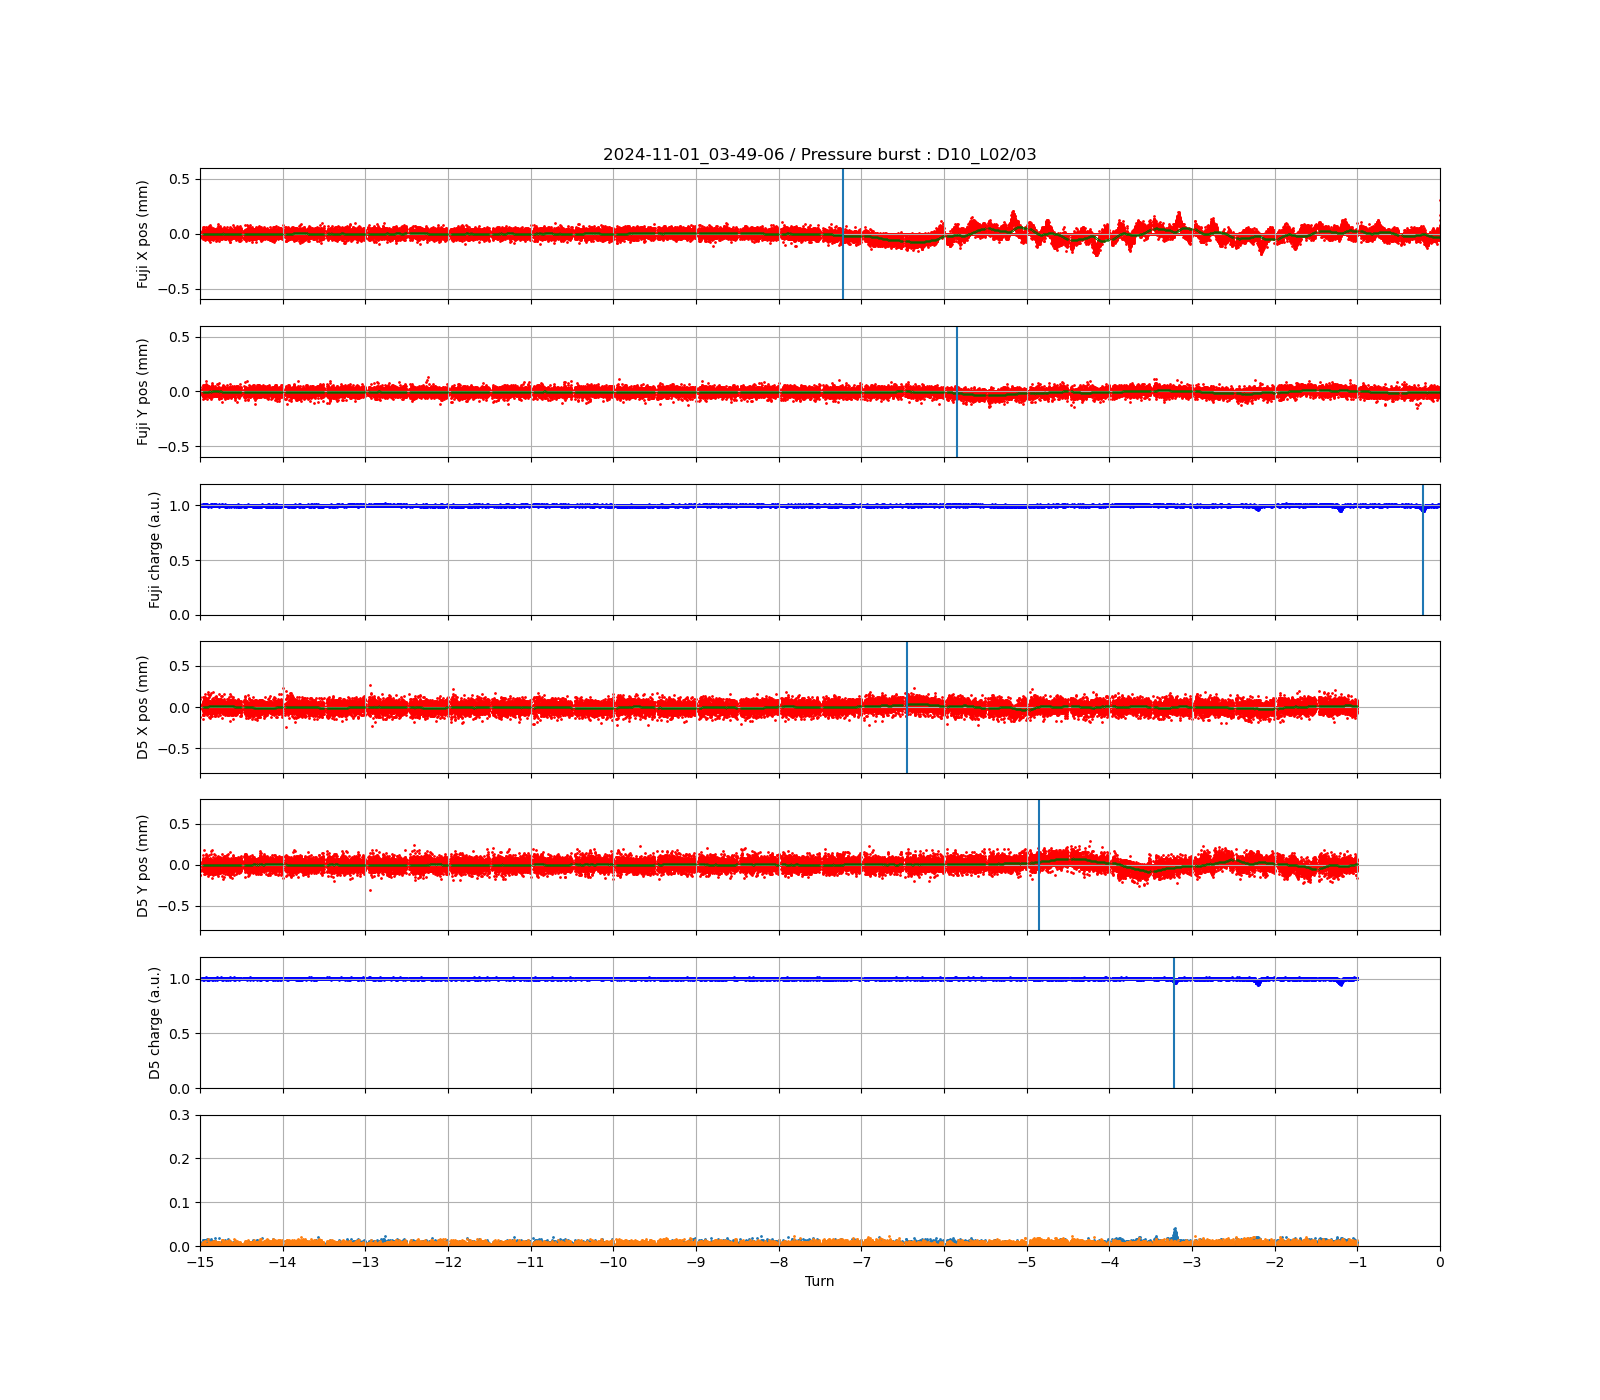 2024-11-01_03-49-06 / Pressure burst : D10_L02/03
Fuji X pos (mm)
0.5
0.0
−0.5
Fuji Y pos (mm)
0.5
0.0
−0.5
Fuji charge (a.u.)
1.0
0.5
0.0
D5 X pos (mm)
0.5
0.0
−0.5
D5 Y pos (mm)
0.5
0.0
−0.5
D5 charge (a.u.)
1.0
0.5
0.0
0.3
0.2
0.1
0.0
−15 −14 −13 −12 −11 −10 −9 −8 −7 −6 −5 −4 −3 −2 −1 0
Turn